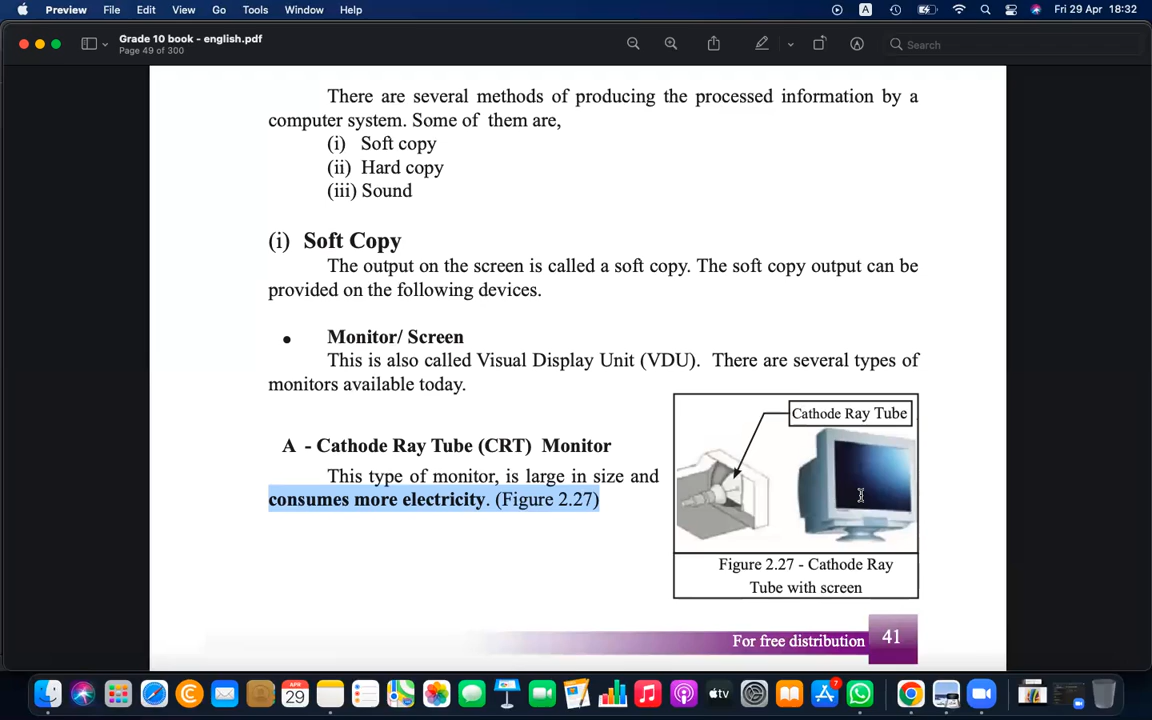 Preview File Edit View Go Tools Window Help A Fri 29 Apr 18:32
Grade 10 book - english.pdf
Page 49 of 300
Search
There are several methods of producing the processed information by a
computer system. Some of them are,
(i) Soft copy
(ii) Hard copy
(iii) Sound
(i) Soft Copy
The output on the screen is called a soft copy. The soft copy output can be
provided on the following devices.
• Monitor/ Screen
This is also called Visual Display Unit (VDU). There are several types of
monitors available today.
Cathode Ray Tube
A - Cathode Ray Tube (CRT) Monitor
This type of monitor, is large in size and
consumes more electricity. (Figure 2.27)
Figure 2.27 - Cathode Ray
Tube with screen
For free distribution 41
APR
29
tv
7